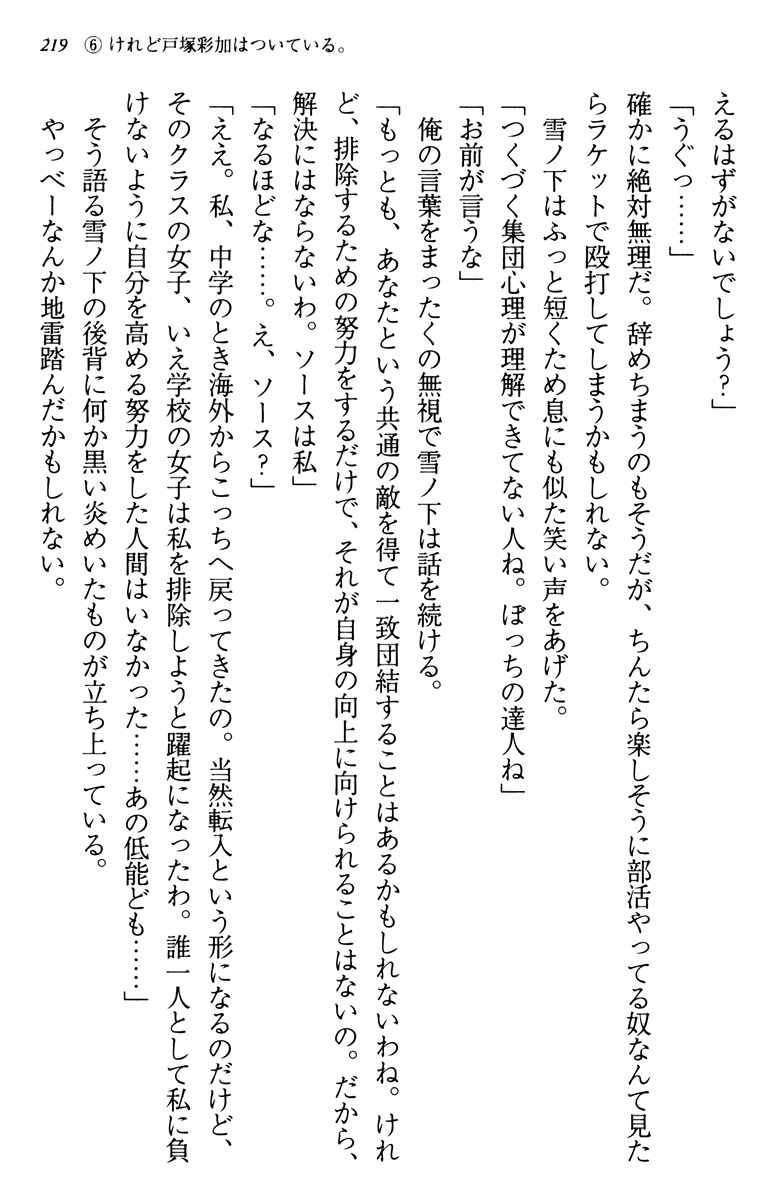 219 ⑥ けれど戸塚彩加はついている。
えるはずがないでしょう？」
「うぐっ……」
確かに絶対無理だ。辞めちまうのもそうだが、ちんたら楽しそうに部活やってる奴なんて見た
らラケットで殴打してしまうかもしれない。
雪ノ下はふっと短くため息にも似た笑い声をあげた。
「つくづく集団心理が理解できてない人ね。ぼっちの達人ね」
「お前が言うな」
俺の言葉をまったくの無視で雪ノ下は話を続ける。
「もっとも、あなたという共通の敵を得て一致団結することはあるかもしれないわね。けれ
ど、排除するための努力をするだけで、それが自身の向上に向けられることはないの。だから、
解決にはならないわ。ソースは私」
「なるほどな……。え、ソース？」
「ええ。私、中学のとき海外からこっちへ戻ってきたの。当然転入という形になるのだけど、
そのクラスの女子、いえ学校の女子は私を排除しようと躍起になったわ。誰一人として私に負
けないように自分を高める努力をした人間はいなかった……あの低能ども……」
そう語る雪ノ下の後背に何か黒い炎めいたものが立ち上っている。
やっべーなんか地雷踏んだかもしれない。